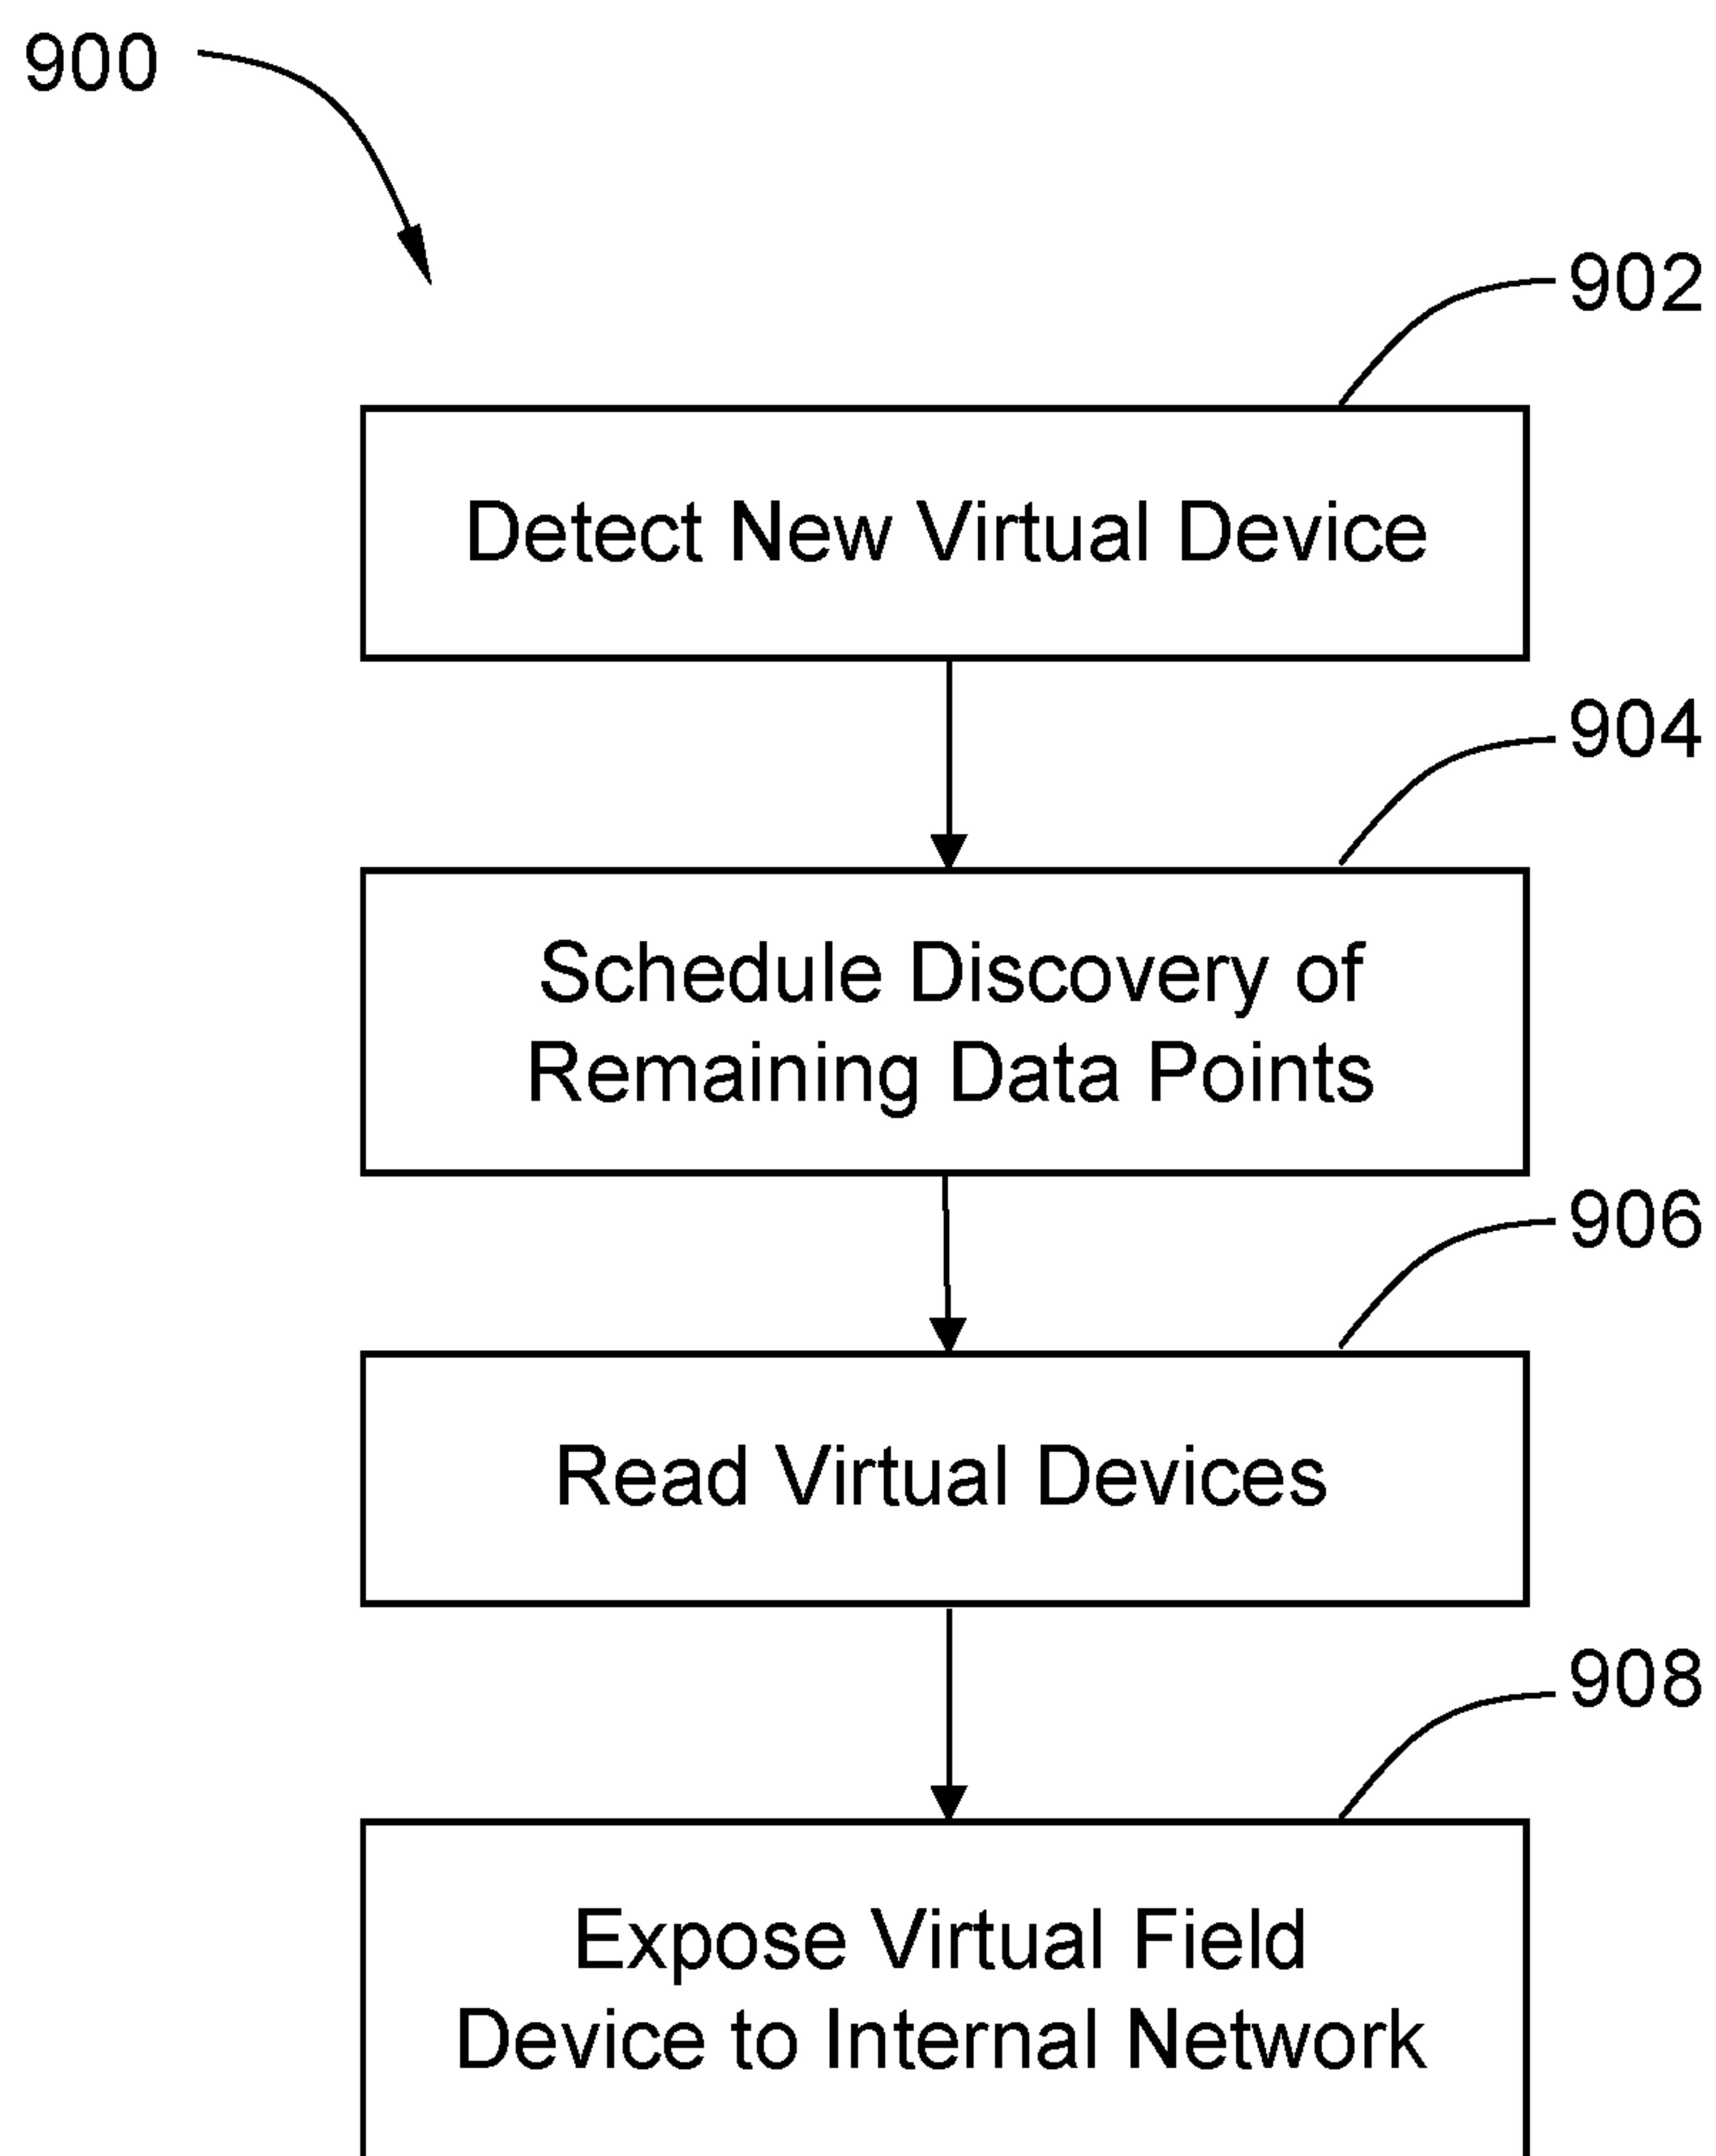 900
902
Detect New Virtual Device
904
Schedule Discovery of
Remaining Data Points
906
Read Virtual Devices
908
Expose Virtual Field
Device to Internal Network